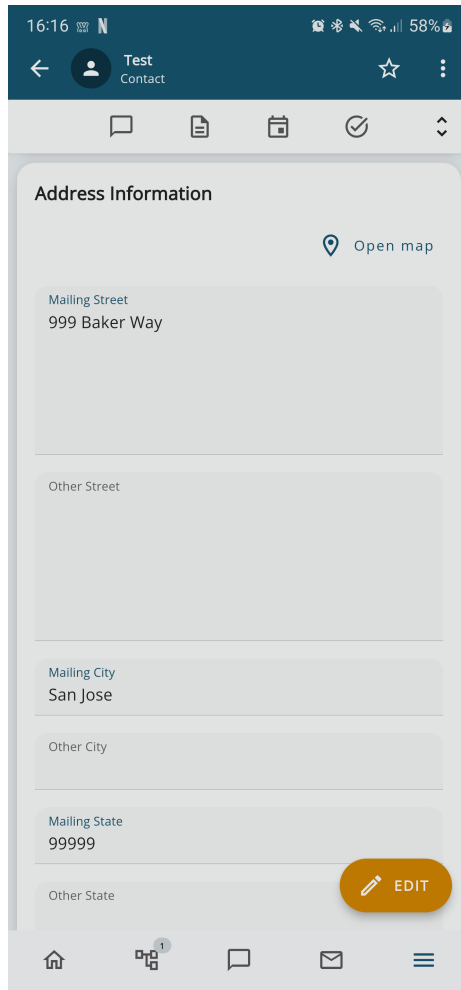 16:16 N 58%
Test
Contact
Address Information
Open map
Mailing Street
999 Baker Way
Other Street
Mailing City
San Jose
Other City
Mailing State
99999
Other State
EDIT
1